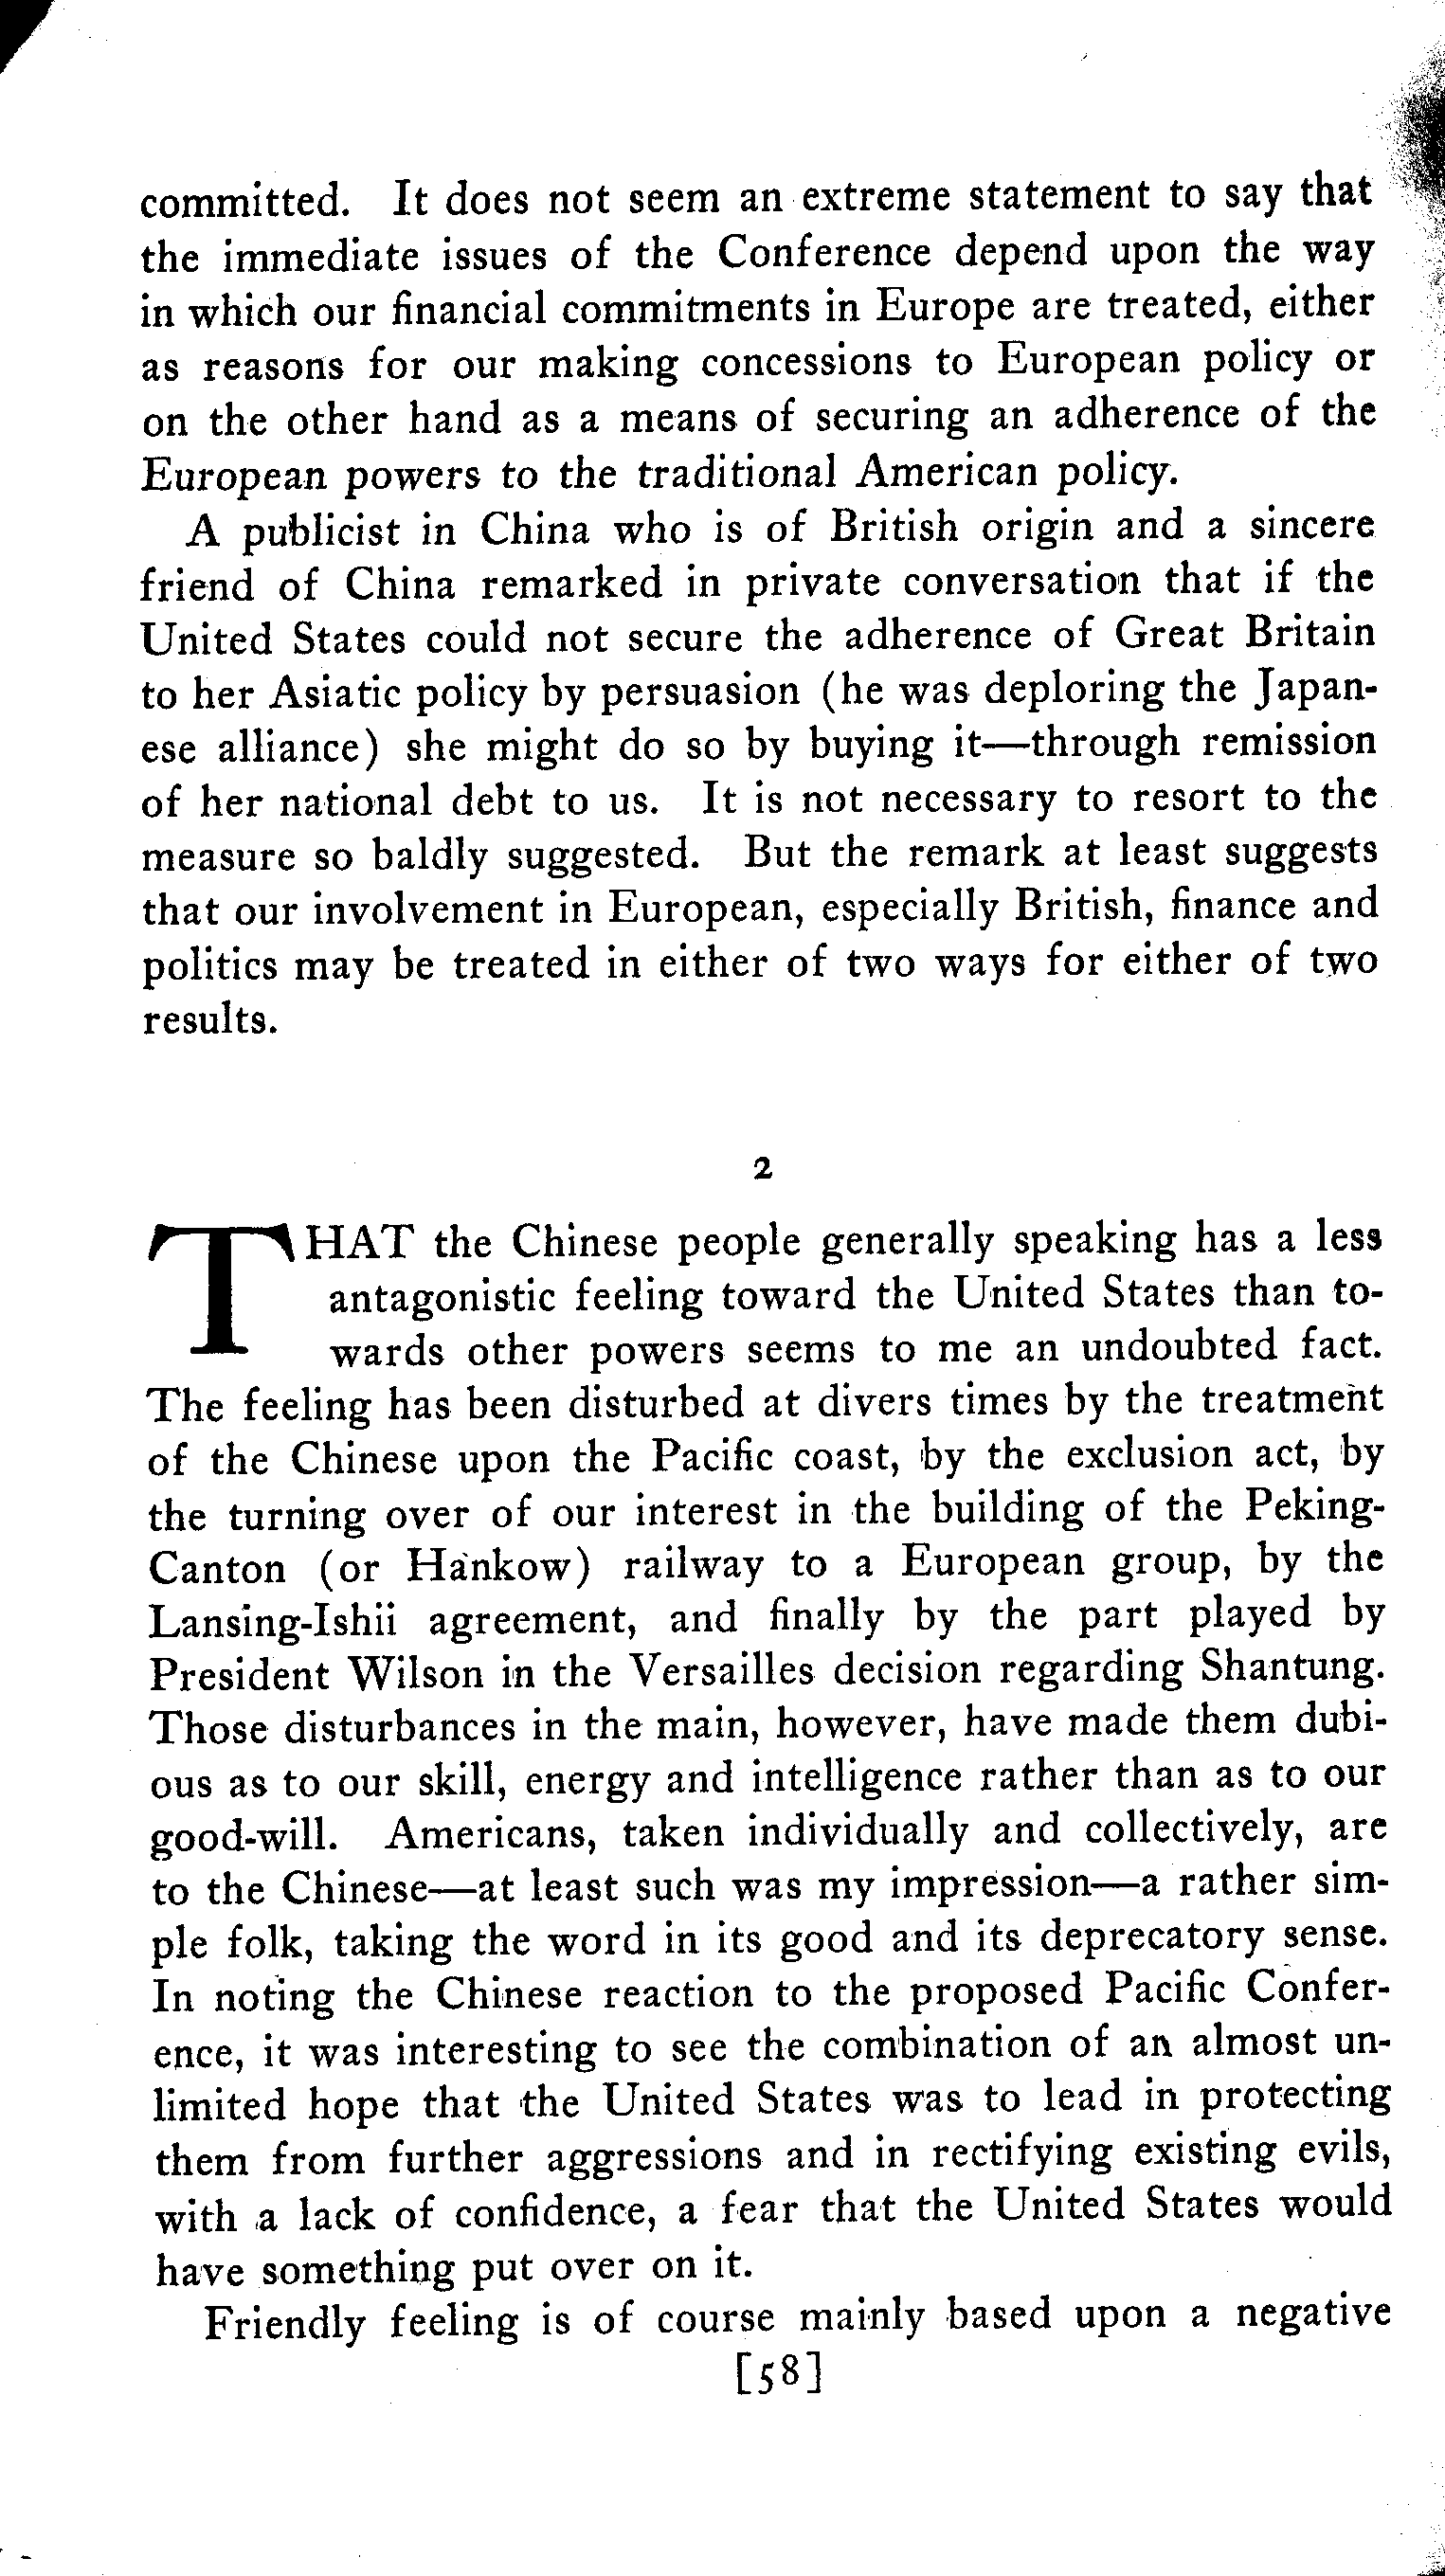 committed. It does not seem an extreme statement to say that
the immediate issues of the Conference depend upon the way
in which our financial commitments in Europe are treated, either
as reasons for our making concessions to European policy or
on the other hand as a means of securing an adherence of the
European powers to the traditional American policy.
A publicist in China who is of British origin and a sincere
friend of China remarked in private conversation that if the
United States could not secure the adherence of Great Britain
to her Asiatic policy by persuasion (he was deploring the Japan-
ese alliance) she might do so by buying it—through remission
of her national debt to us. It is not necessary to resort to the
measure so baldly suggested. But the remark at least suggests
that our involvement in European, especially British, finance and
politics may be treated in either of two ways for either of two
results.
2
THAT the Chinese people generally speaking has a less
antagonistic feeling toward the United States than to-
wards other powers seems to me an undoubted fact.
The feeling has been disturbed at divers times by the treatment
of the Chinese upon the Pacific coast, by the exclusion act, by
the turning over of our interest in the building of the Peking-
Canton (or Hankow) railway to a European group, by the
Lansing-Ishii agreement, and finally by the part played by
President Wilson in the Versailles decision regarding Shantung.
Those disturbances in the main, however, have made them dubi-
ous as to our skill, energy and intelligence rather than as to our
good-will. Americans, taken individually and collectively, are
to the Chinese—at least such was my impression—a rather sim-
ple folk, taking the word in its good and its deprecatory sense.
In noting the Chinese reaction to the proposed Pacific Confer-
ence, it was interesting to see the combination of an almost un-
limited hope that the United States was to lead in protecting
them from further aggressions and in rectifying existing evils,
with a lack of confidence, a fear that the United States would
have something put over on it.
Friendly feeling is of course mainly based upon a negative
[58]